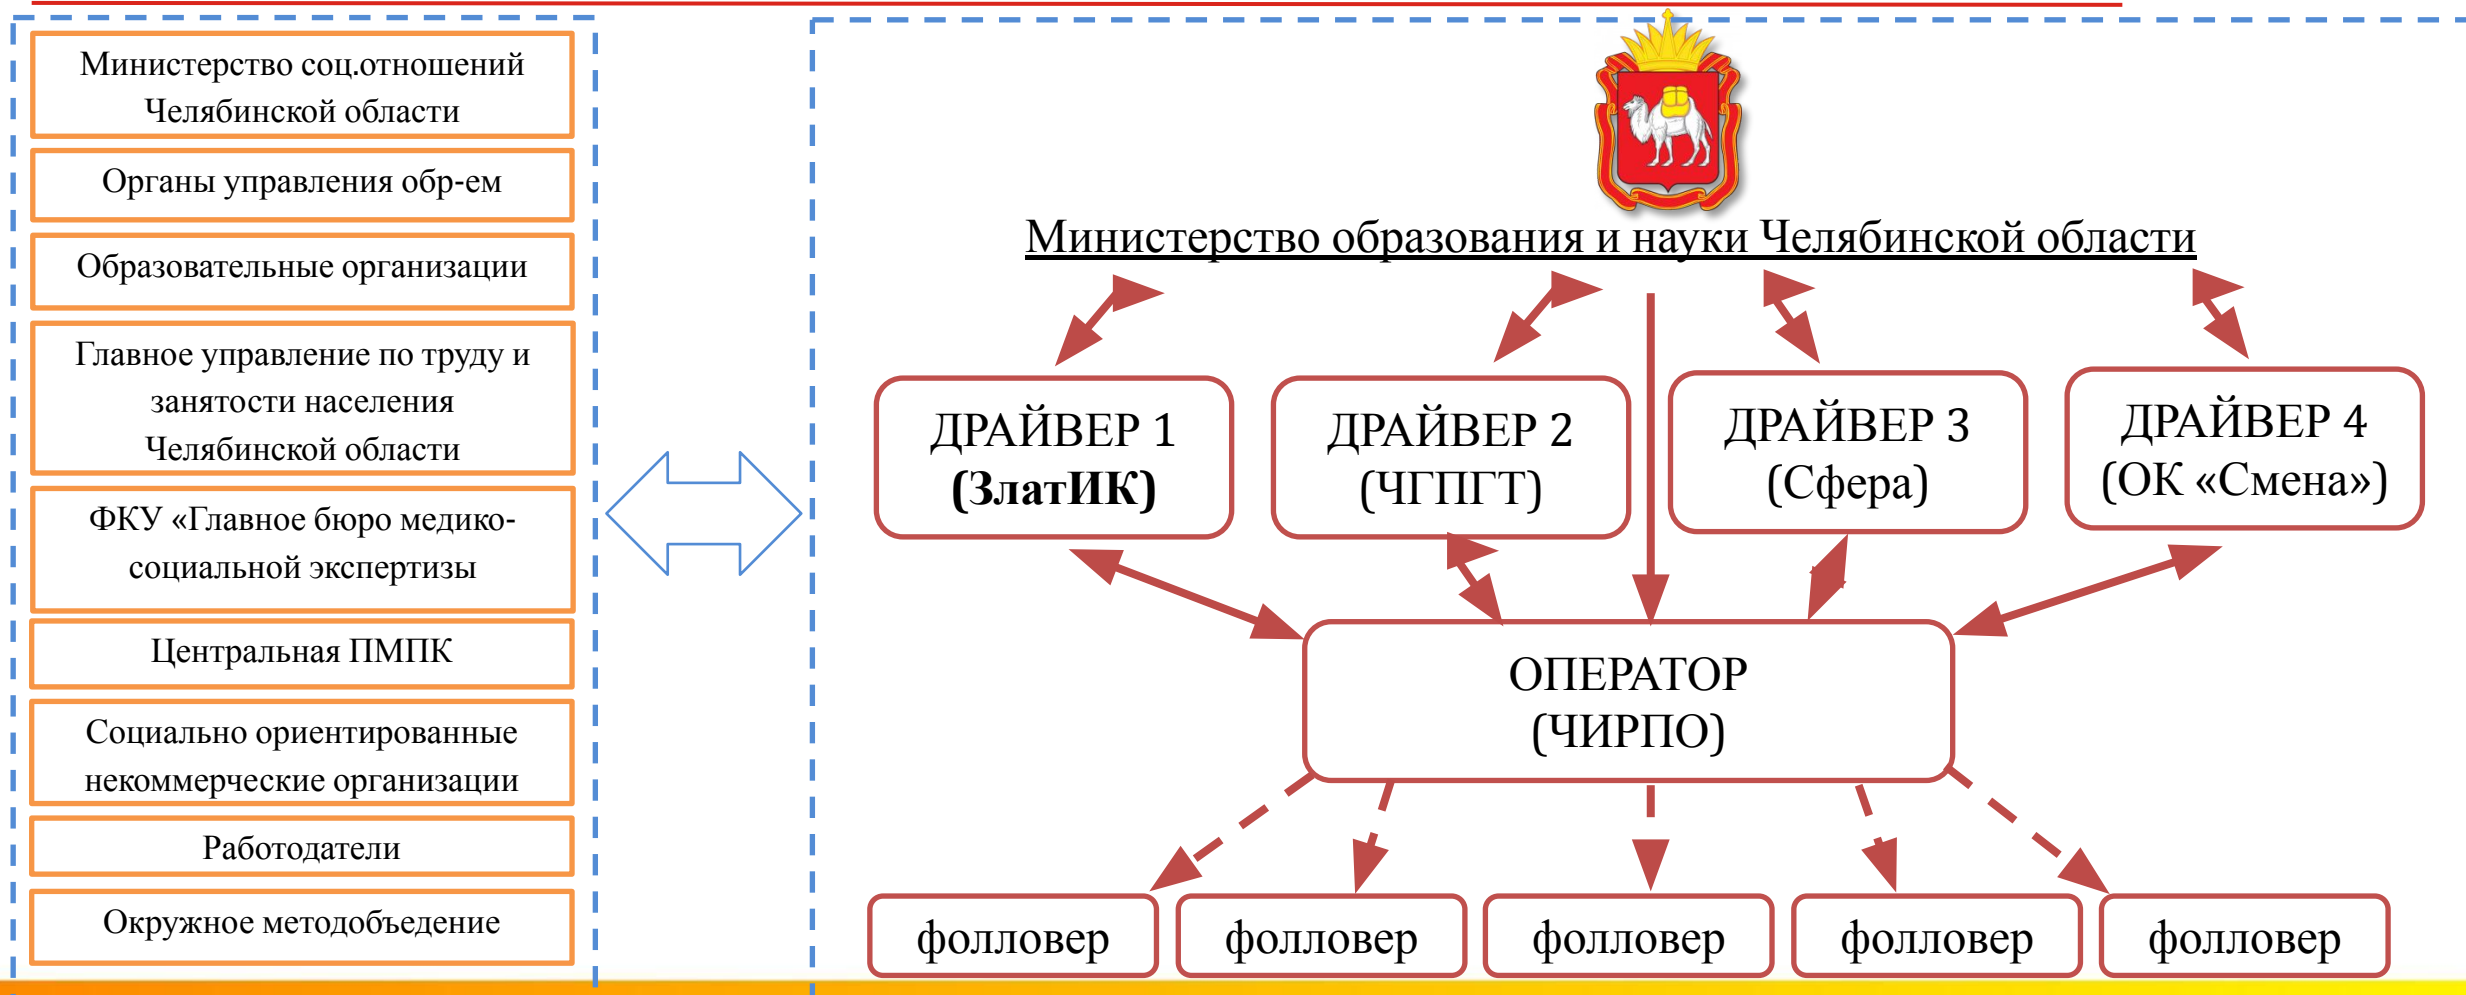 Министерство соц.отношений
Челябинской области
Органы управления обр-ем
Образовательные организации
Главное управление по труду и
занятости населения
Челябинской области
ФКУ «Главное бюро медико-
социальной экспертизы
Центральная ПМПК
Социально ориентированные
некоммерческие организации
Работодатели
Окружное методобъедение
Министерство образования и науки Челябинской области
ДРАЙВЕР 1
(ЗлатИК)
ДРАЙВЕР 2
(ЧГПГТ)
ДРАЙВЕР 3
(Сфера)
ДРАЙВЕР 4
(ОК «Смена»)
ОПЕРАТОР
(ЧИРПО)
фолловер
фолловер
фолловер
фолловер
фолловер